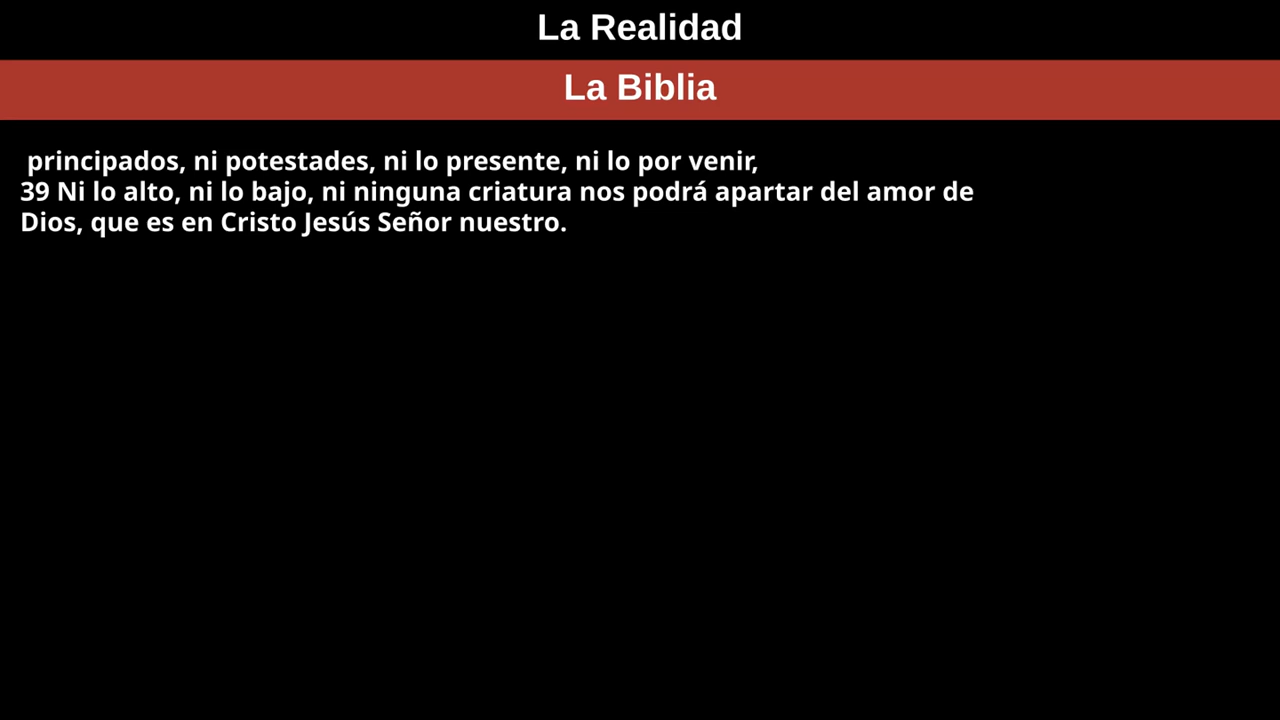 La Realidad
La Biblia
principados, ni potestades, ni lo presente, ni lo por venir,
39 Ni lo alto, ni lo bajo, ni ninguna criatura nos podrá apartar del amor de
Dios, que es en Cristo Jesús Señor nuestro.